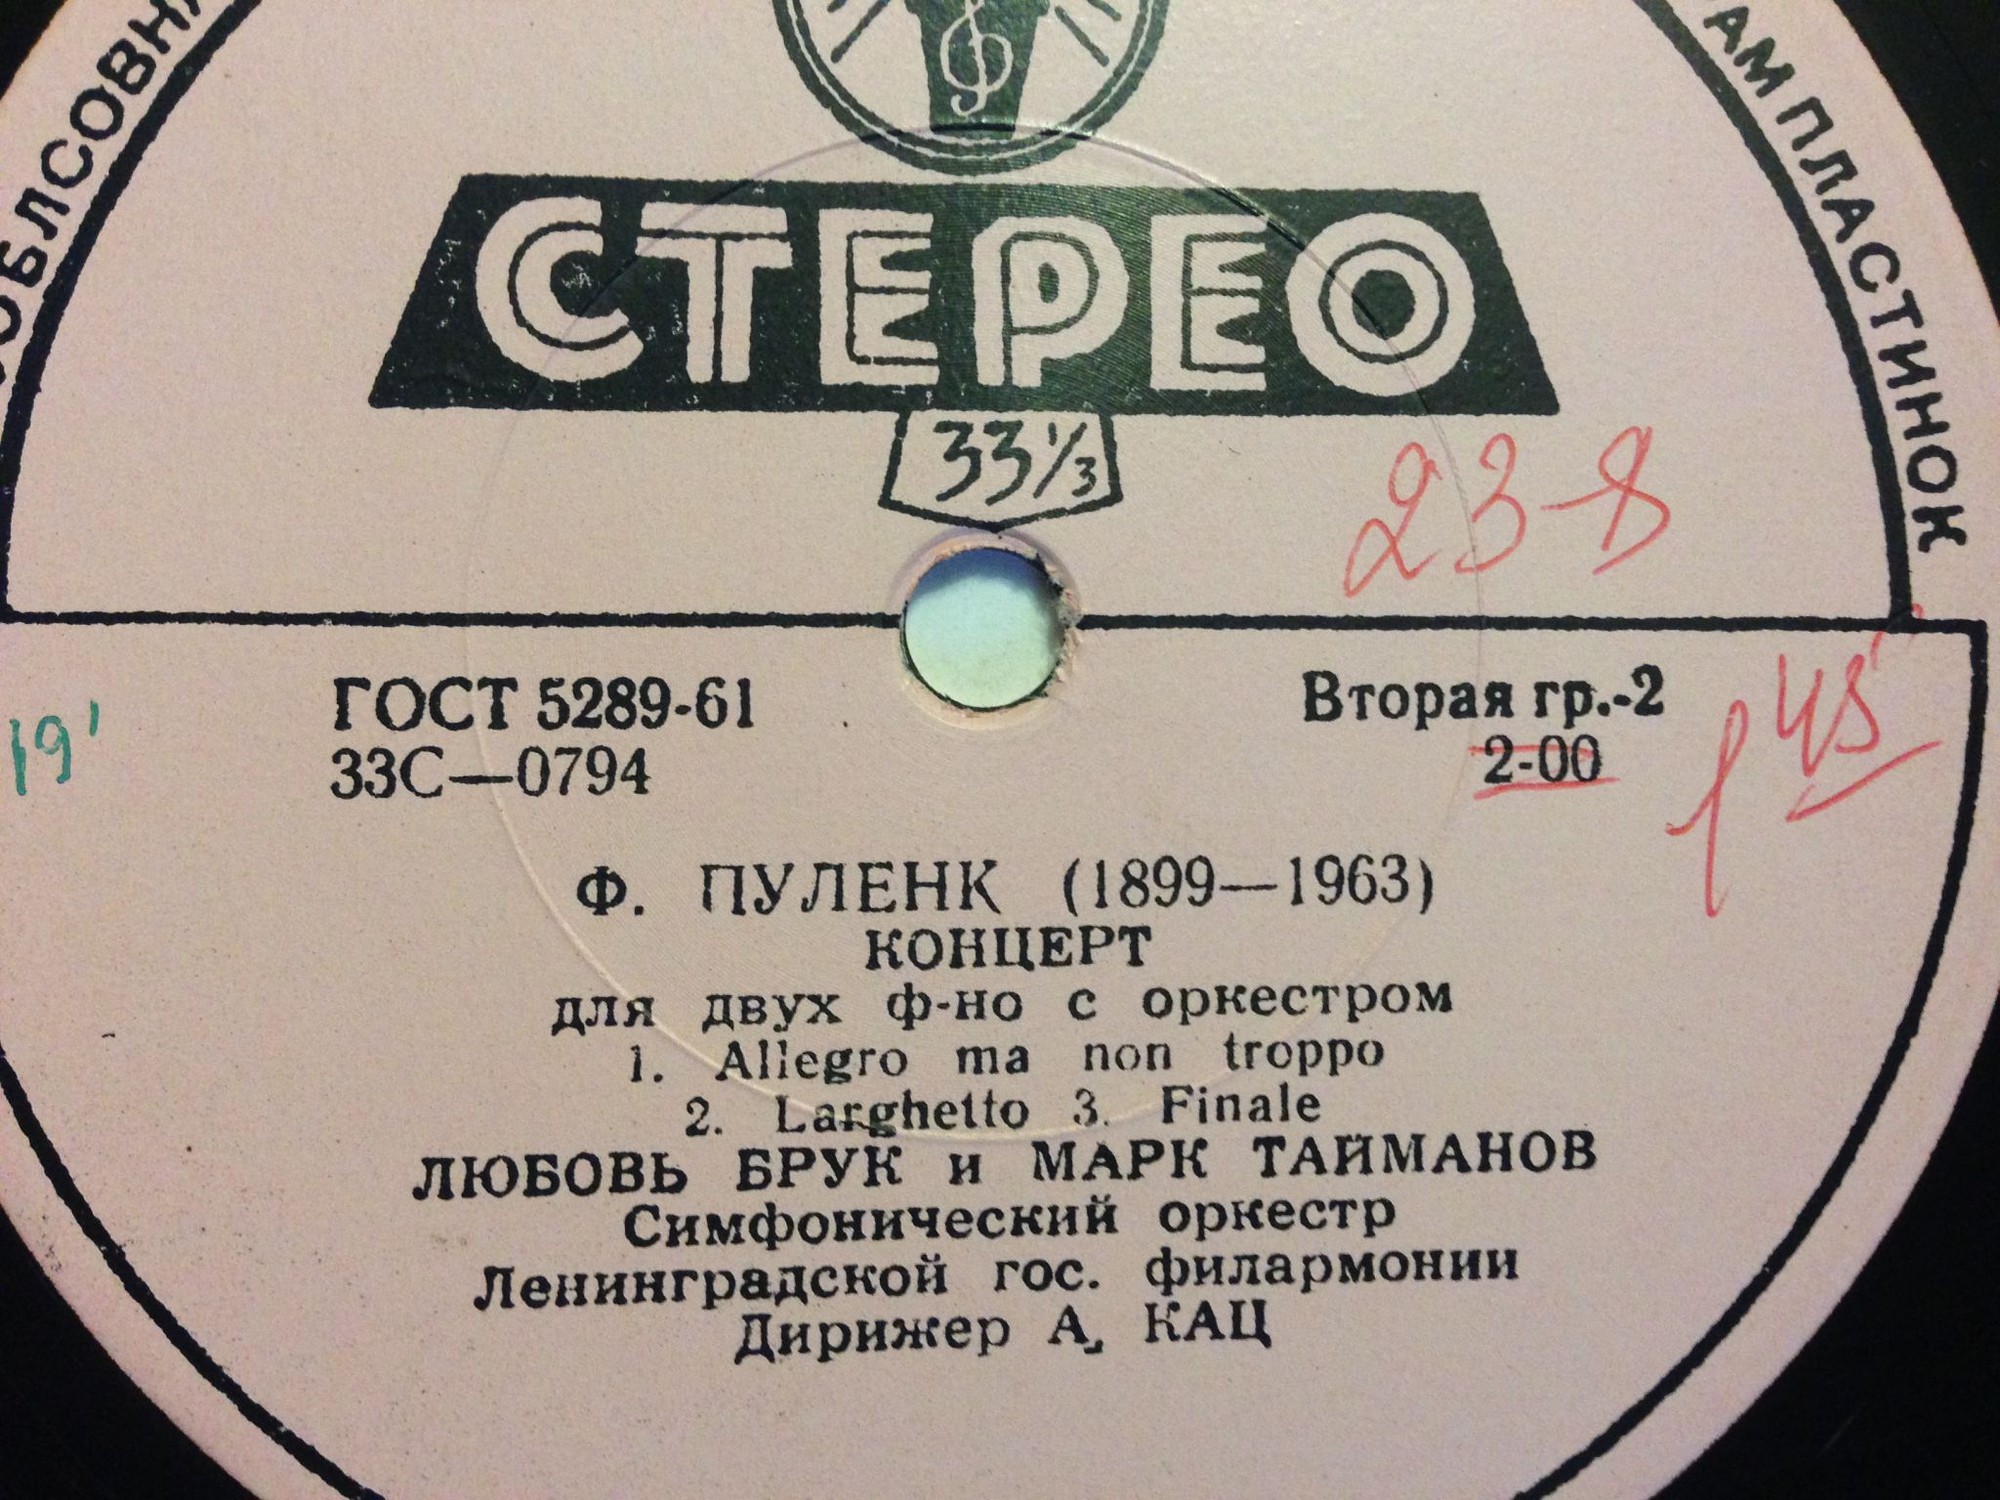 СТЕРЕО
33 1/3
23-8
ГОСТ 5289-61
Вторая гр.-2
19'
33С—0794
2-00
1 45
Ф. ПУЛЕНК (1899—1963)
КОНЦЕРТ
для двух ф-но с оркестром
1. Allegro ma non troppo
2. Larghetto 3. Finale
ЛЮБОВЬ БРУК и МАРК ТАЙМАНОВ
Симфонический оркестр
Ленинградской гос. филармонии
Дирижер А. КАЦ